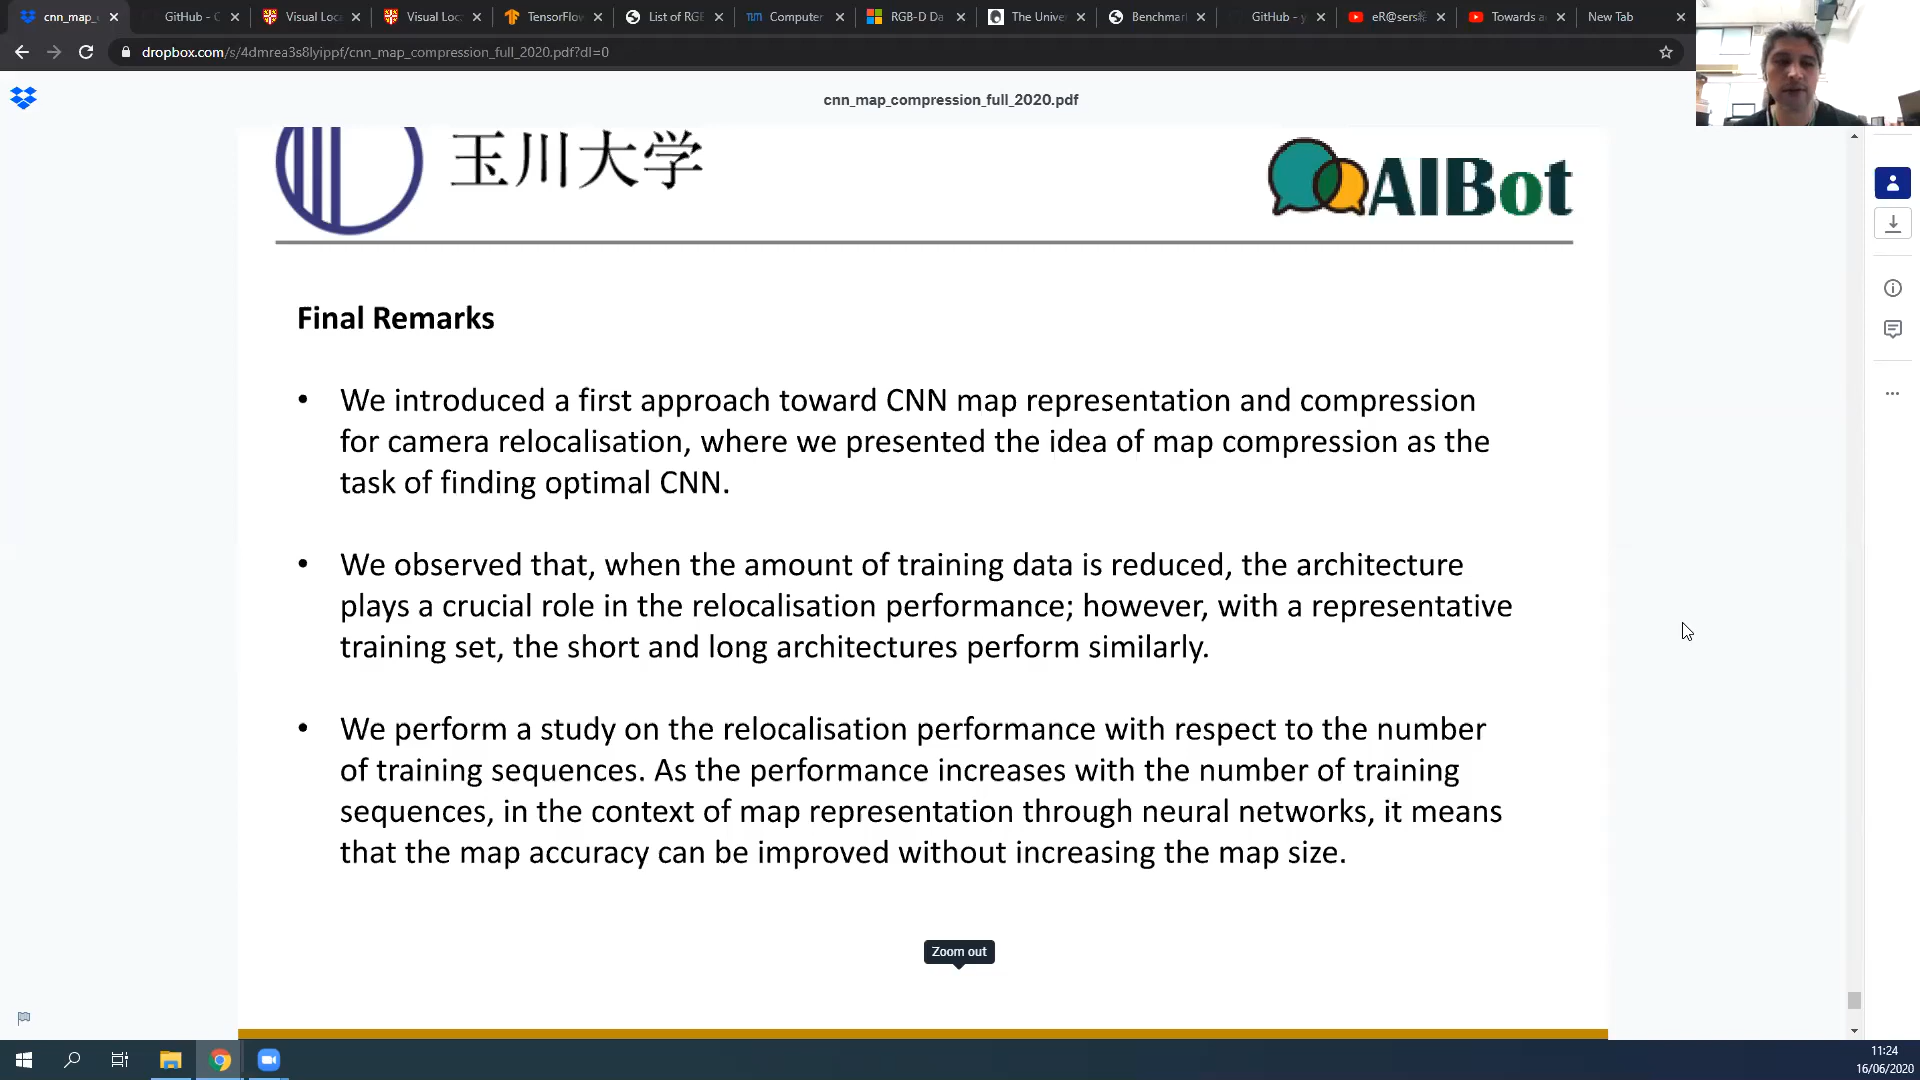 cnn_map_
GitHub - C
Visual Loc
Visual Loc
TensorFlow
List of RGB
Computer
RGB-D Da
The Unive
Benchmar
GitHub - y
eR@sers
Towards a
New Tab
dropbox.com/s/4dmrea3s8lyippf/cnn_map_compression_full_2020.pdf?dl=0
cnn_map_compression_full_2020.pdf
玉川大学
AIBot
Final Remarks
• We introduced a first approach toward CNN map representation and compression
for camera relocalisation, where we presented the idea of map compression as the
task of finding optimal CNN.
• We observed that, when the amount of training data is reduced, the architecture
plays a crucial role in the relocalisation performance; however, with a representative
training set, the short and long architectures perform similarly.
• We perform a study on the relocalisation performance with respect to the number
of training sequences. As the performance increases with the number of training
sequences, in the context of map representation through neural networks, it means
that the map accuracy can be improved without increasing the map size.
Zoom out
11:24
16/06/2020